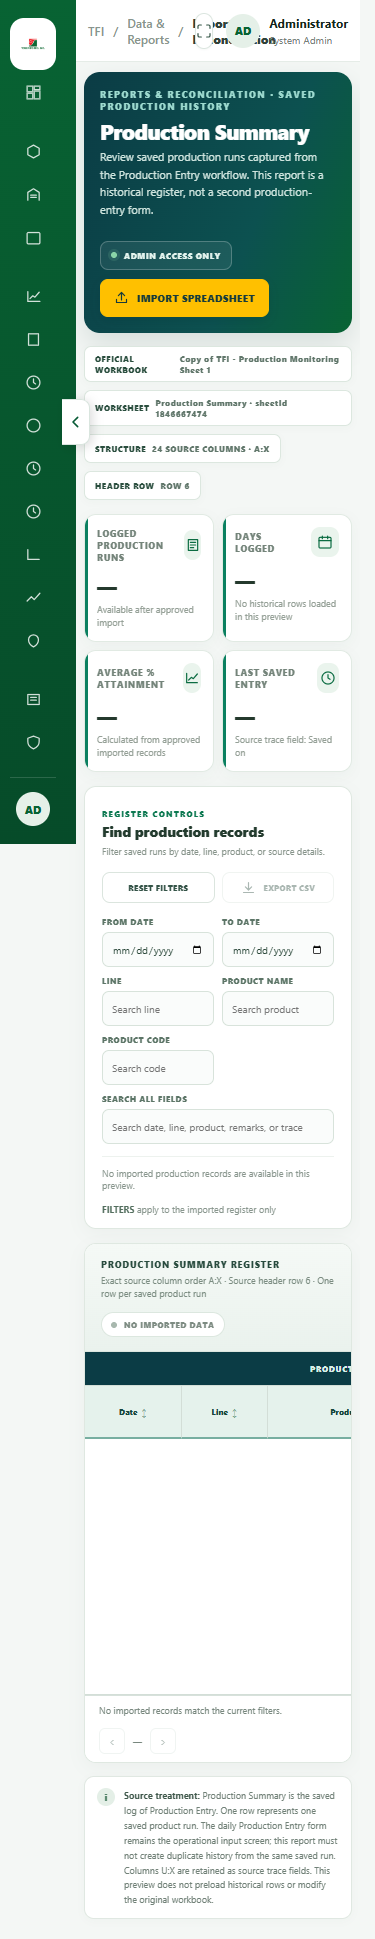 TFI / Data & Reports /
Administrator
System Admin
AD
REPORTS & RECONCILIATION · SAVED
PRODUCTION HISTORY
Production Summary
Review saved production runs captured from
the Production Entry workflow. This report is a
historical register, not a second production-
entry form.
ADMIN ACCESS ONLY
IMPORT SPREADSHEET
OFFICIAL WORKBOOK
Copy of TFI - Production Monitoring
Sheet 1
WORKSHEET
Production Summary · sheetId
1846667474
STRUCTURE 24 SOURCE COLUMNS · A:X
HEADER ROW ROW 6
LOGGED
PRODUCTION
RUNS
—
Available after approved
import
DAYS
LOGGED
—
No historical rows loaded
in this preview
AVERAGE %
ATTAINMENT
—
Calculated from approved
imported records
LAST SAVED
ENTRY
—
Source trace field: Saved
on
AD
REGISTER CONTROLS
Find production records
Filter saved runs by date, line, product, or source details.
RESET FILTERS EXPORT CSV
FROM DATE TO DATE
mm/dd/yyyy mm/dd/yyyy
LINE PRODUCT NAME
Search line Search product
PRODUCT CODE
Search code
SEARCH ALL FIELDS
Search date, line, product, remarks, or trace
No imported production records are available in this
preview.
FILTERS apply to the imported register only
PRODUCTION SUMMARY REGISTER
Exact source column order A:X · Source header row 6 · One
row per saved product run
NO IMPORTED DATA
PRODUCT
Date Line Produ
No imported records match the current filters.
‹ — ›
i
Source treatment: Production Summary is the saved
log of Production Entry. One row represents one
saved product run. The daily Production Entry form
remains the operational input screen; this report must
not create duplicate history from the same saved run.
Columns U:X are retained as source trace fields. This
preview does not preload historical rows or modify
the original workbook.